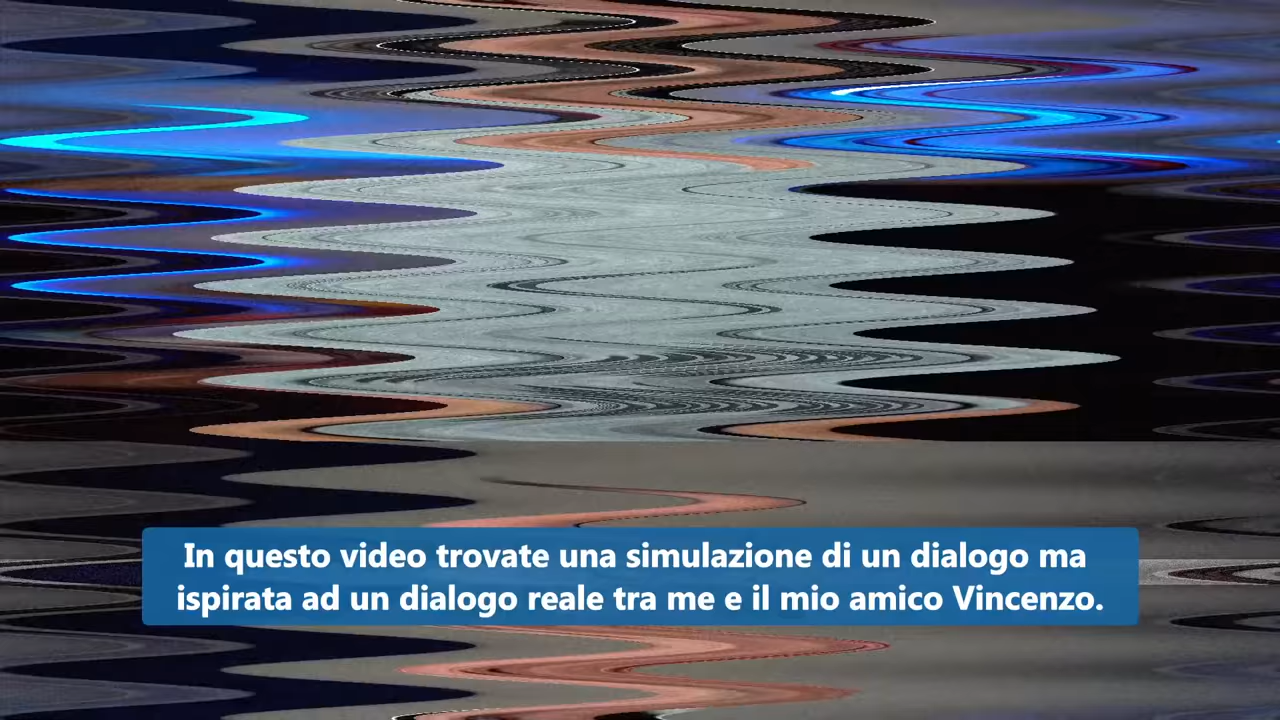 In questo video trovate una simulazione di un dialogo ma
ispirata ad un dialogo reale tra me e il mio amico Vincenzo.